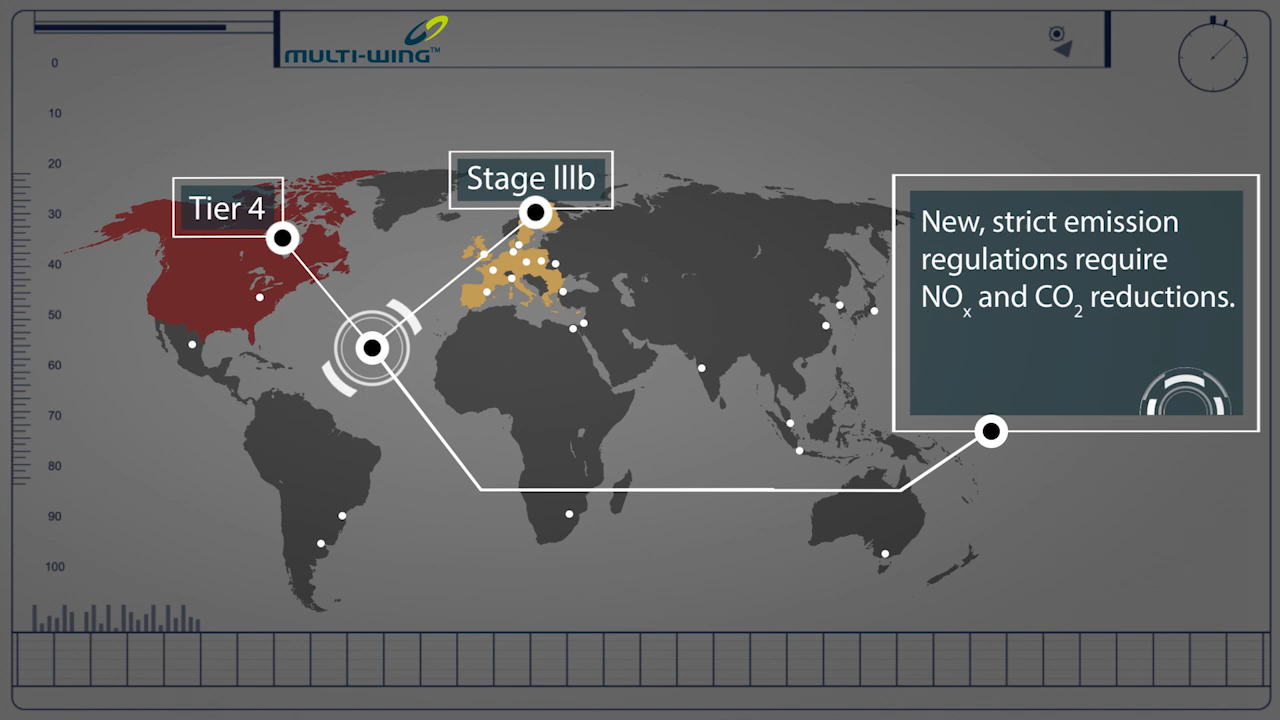 MULTI-WING™
0
10
20
30
40
50
60
70
80
90
100
Tier 4
Stage IIIb
New, strict emission
regulations require
NOx and CO2 reductions.